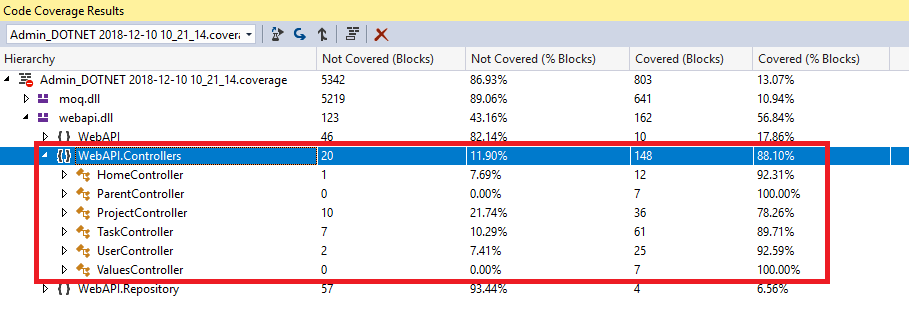 Code Coverage Results
Admin_DOTNET 2018-12-10 10_21_14.covera
Hierarchy Not Covered (Blocks) Not Covered (% Blocks) Covered (Blocks) Covered (% Blocks)
Admin_DOTNET 2018-12-10 10_21_14.coverage 5342 86.93% 803 13.07%
moq.dll 5219 89.06% 641 10.94%
webapi.dll 123 43.16% 162 56.84%
{ } WebAPI 46 82.14% 10 17.86%
{ } WebAPI.Controllers 20 11.90% 148 88.10%
HomeController 1 7.69% 12 92.31%
ParentController 0 0.00% 7 100.00%
ProjectController 10 21.74% 36 78.26%
TaskController 7 10.29% 61 89.71%
UserController 2 7.41% 25 92.59%
ValuesController 0 0.00% 7 100.00%
{ } WebAPI.Repository 57 93.44% 4 6.56%